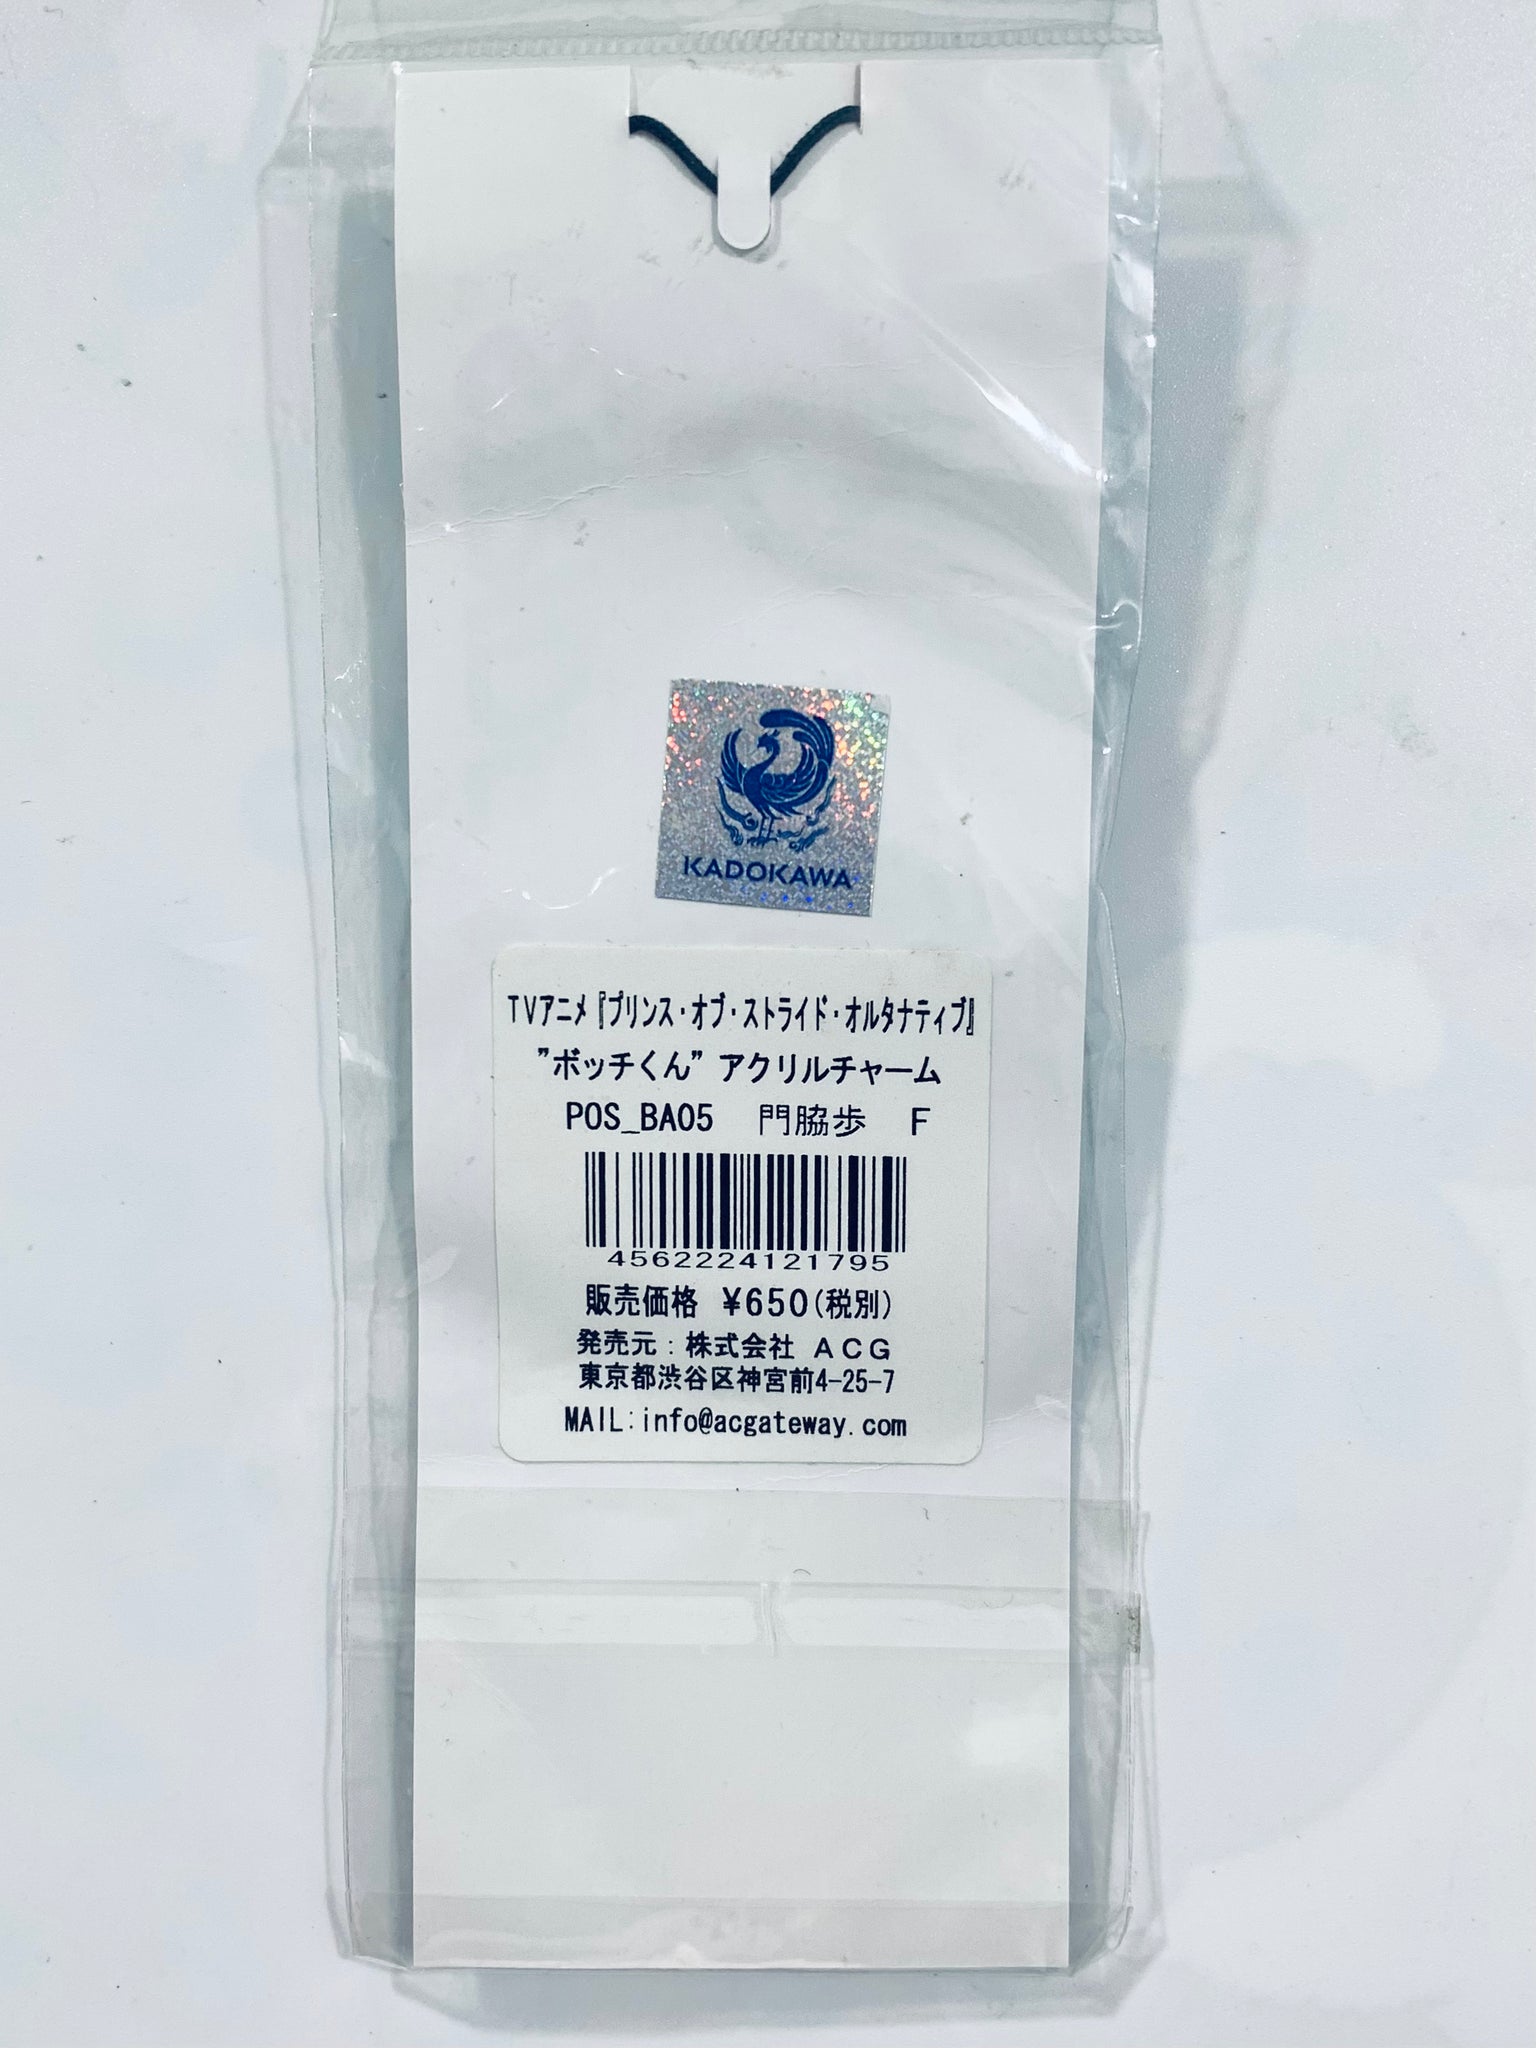 KADOKAWA
TVアニメ『プリンス・オブ・ストライド・オルタナティブ』
”ボッチくん” アクリルチャーム
POS_BA05 門脇歩 F
4562224121795
販売価格 ¥650(税別)
発売元：株式会社 ACG
東京都渋谷区神宮前4-25-7
MAIL:info@acgateway.com